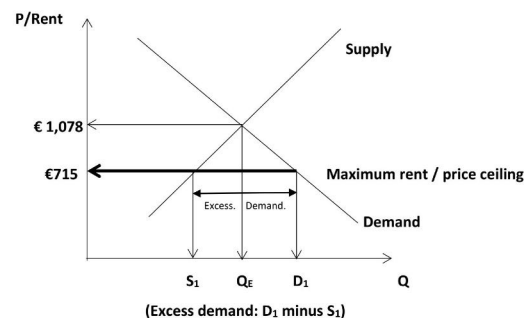 P/Rent
Supply
€ 1,078
€715
Maximum rent / price ceiling
Excess. Demand.
Demand
S₁ Qᴇ D₁ Q
(Excess demand: D₁ minus S₁)